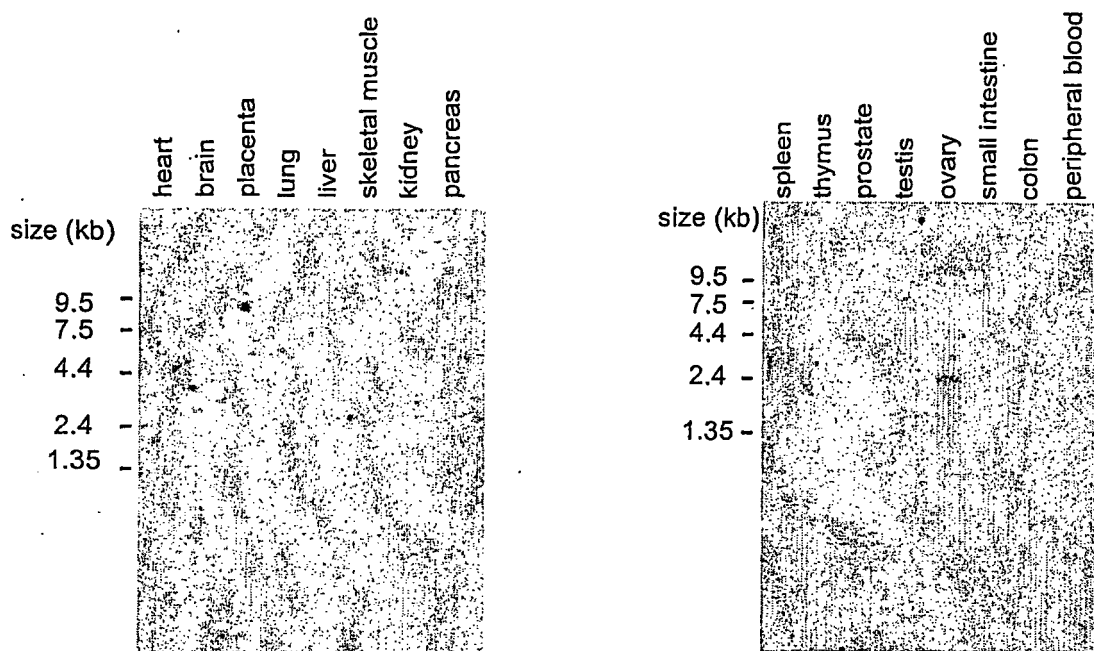 heart
brain
placenta
lung
liver
skeletal muscle
kidney
pancreas
size (kb)
9.5
7.5
4.4
2.4
1.35
spleen
thymus
prostate
testis
ovary
small intestine
colon
peripheral blood
size (kb)
9.5
7.5
4.4
2.4
1.35